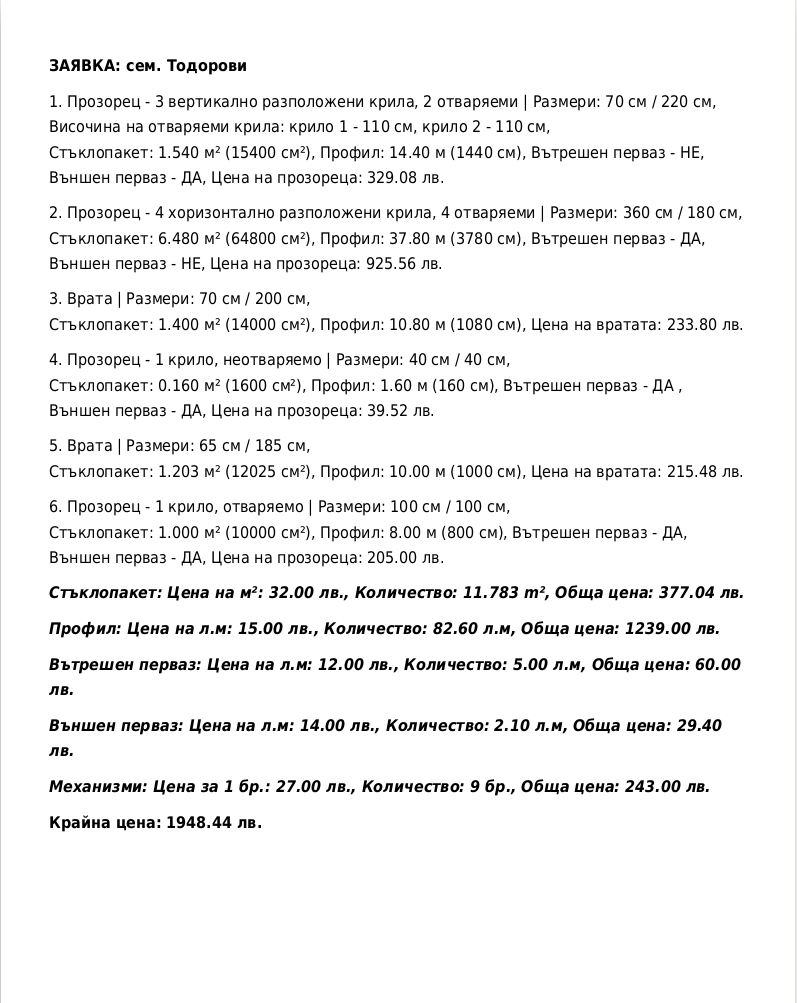 ЗАЯВКА: сем. Тодорови
1. Прозорец - 3 вертикално разположени крила, 2 отваряеми | Размери: 70 см / 220 см,
Височина на отваряеми крила: крило 1 - 110 см, крило 2 - 110 см,
Стъклопакет: 1.540 м² (15400 см²), Профил: 14.40 м (1440 см), Вътрешен перваз - НЕ,
Външен перваз - ДА, Цена на прозореца: 329.08 лв.
2. Прозорец - 4 хоризонтално разположени крила, 4 отваряеми | Размери: 360 см / 180 см,
Стъклопакет: 6.480 м² (64800 см²), Профил: 37.80 м (3780 см), Вътрешен перваз - ДА,
Външен перваз - НЕ, Цена на прозореца: 925.56 лв.
3. Врата | Размери: 70 см / 200 см,
Стъклопакет: 1.400 м² (14000 см²), Профил: 10.80 м (1080 см), Цена на вратата: 233.80 лв.
4. Прозорец - 1 крило, неотваряемо | Размери: 40 см / 40 см,
Стъклопакет: 0.160 м² (1600 см²), Профил: 1.60 м (160 см), Вътрешен перваз - ДА ,
Външен перваз - ДА, Цена на прозореца: 39.52 лв.
5. Врата | Размери: 65 см / 185 см,
Стъклопакет: 1.203 м² (12025 см²), Профил: 10.00 м (1000 см), Цена на вратата: 215.48 лв.
6. Прозорец - 1 крило, отваряемо | Размери: 100 см / 100 см,
Стъклопакет: 1.000 м² (10000 см²), Профил: 8.00 м (800 см), Вътрешен перваз - ДА,
Външен перваз - ДА, Цена на прозореца: 205.00 лв.
Стъклопакет: Цена на м²: 32.00 лв., Количество: 11.783 m², Обща цена: 377.04 лв.
Профил: Цена на л.м: 15.00 лв., Количество: 82.60 л.м, Обща цена: 1239.00 лв.
Вътрешен перваз: Цена на л.м: 12.00 лв., Количество: 5.00 л.м, Обща цена: 60.00
лв.
Външен перваз: Цена на л.м: 14.00 лв., Количество: 2.10 л.м, Обща цена: 29.40
лв.
Механизми: Цена за 1 бр.: 27.00 лв., Количество: 9 бр., Обща цена: 243.00 лв.
Крайна цена: 1948.44 лв.